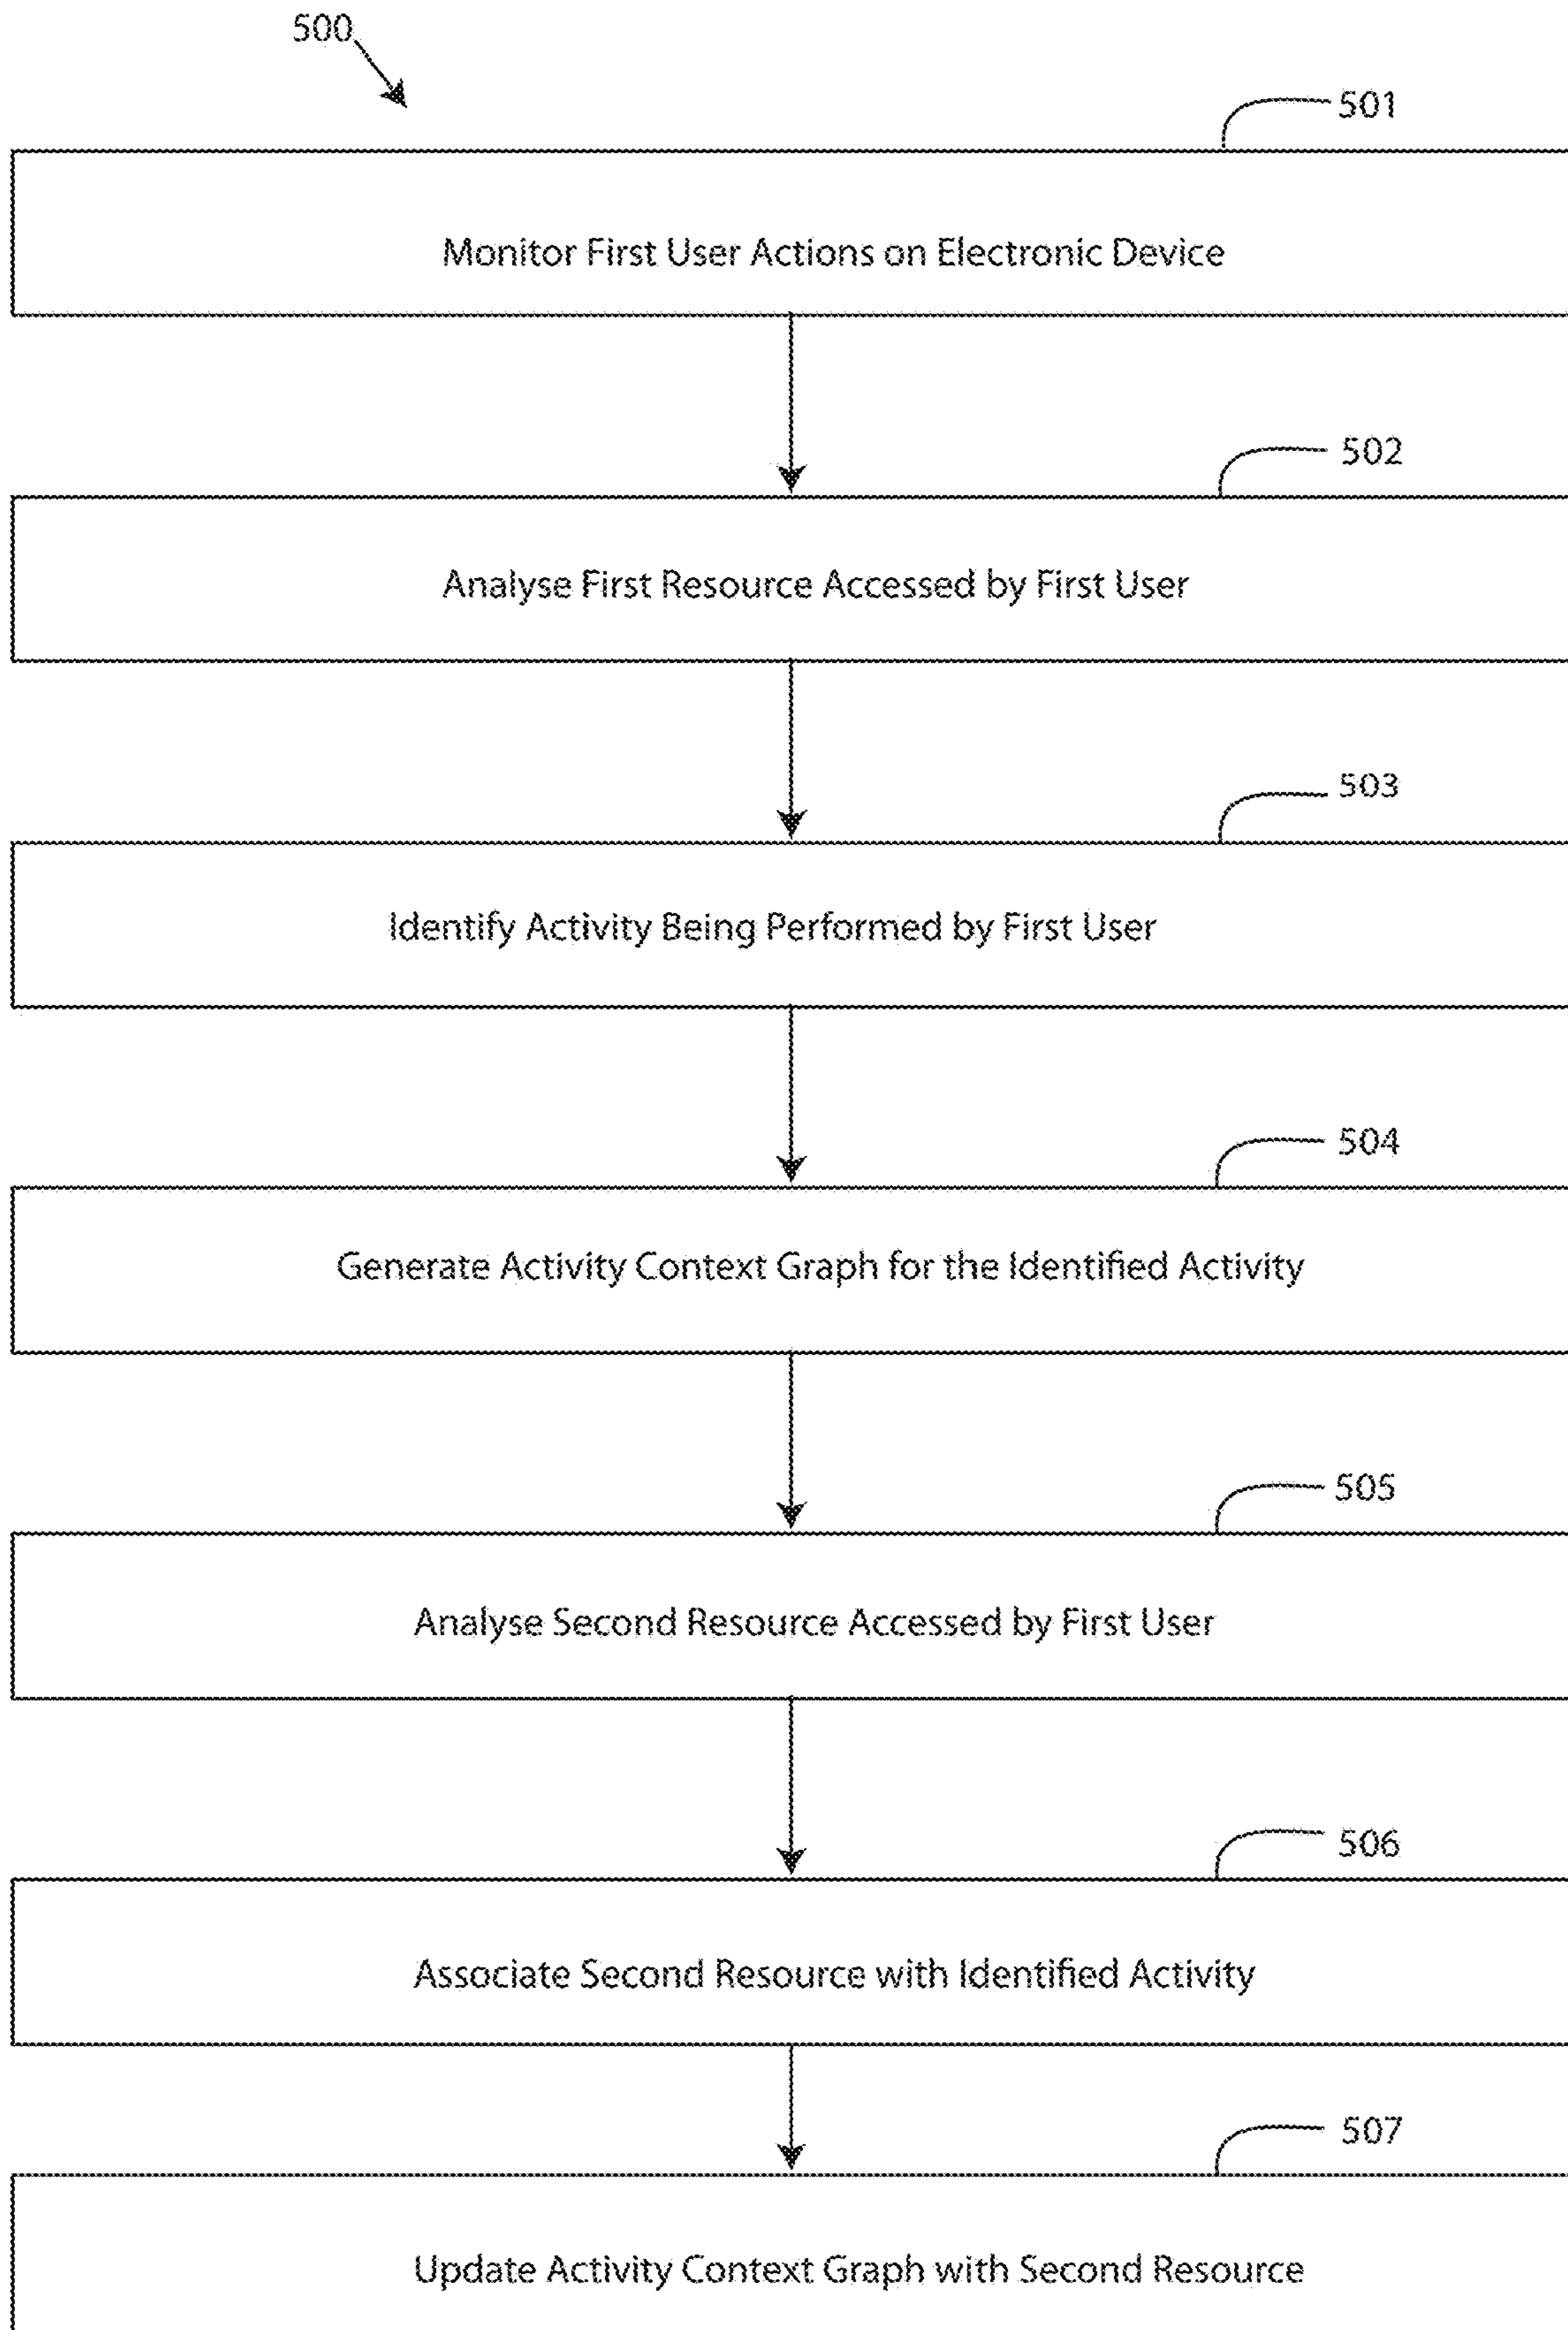 500
501
Monitor First User Actions on Electronic Device
502
Analyse First Resource Accessed by First User
503
Identify Activity Being Performed by First User
504
Generate Activity Context Graph for the Identified Activity
505
Analyse Second Resource Accessed by First User
506
Associate Second Resource with Identified Activity
507
Update Activity Context Graph with Second Resource